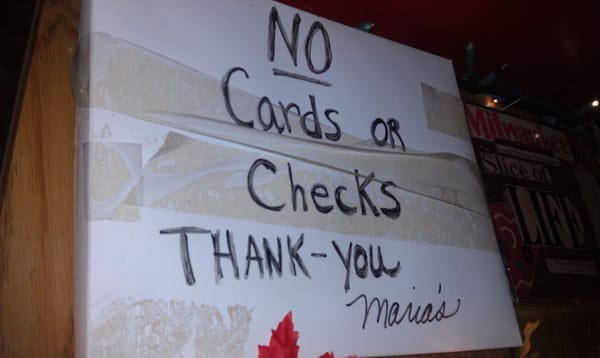 NO
Cards OR
Checks
THANK-YOU
Maria's
Milwaukee
Slice of
LIFE